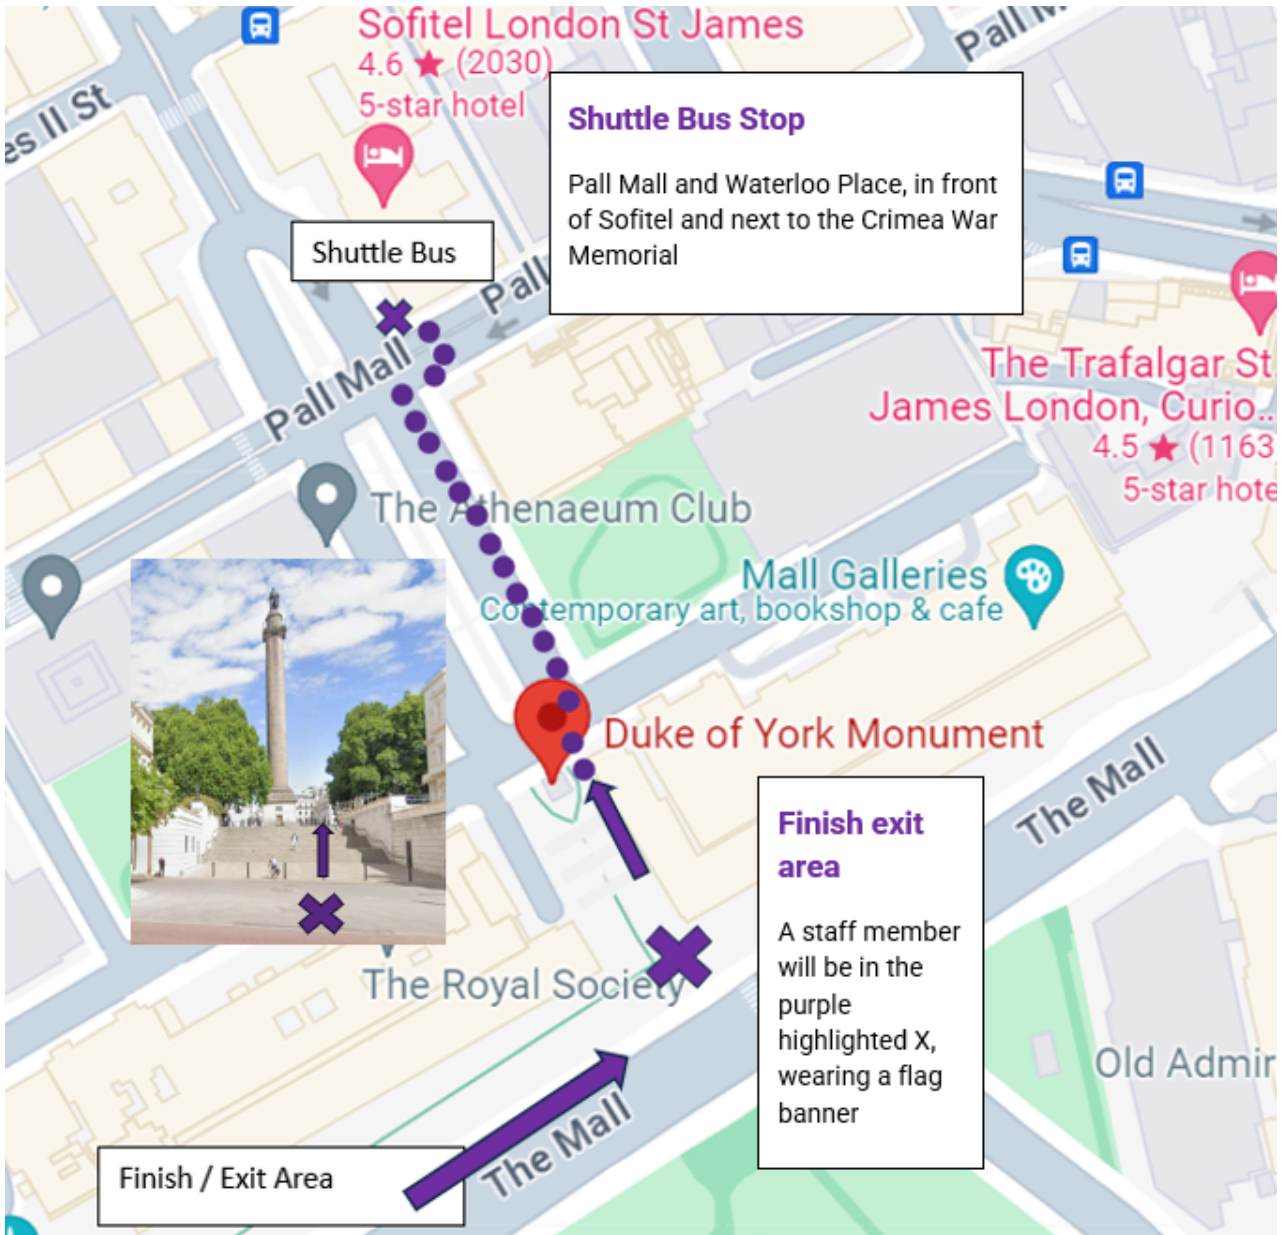 Sofitel London St James
4.6 ★ (2030)
5-star hotel
Pall M
es II St
Shuttle Bus Stop
Pall Mall and Waterloo Place, in front
of Sofitel and next to the Crimea War
Memorial
Shuttle Bus
Pall
Pall Mall
The Trafalgar St.
James London, Curio...
4.5 ★ (1163
5-star hote
The Athenaeum Club
Mall Galleries
Contemporary art, bookshop & cafe
Duke of York Monument
The Mall
Finish exit
area
A staff member
will be in the
purple
highlighted X,
wearing a flag
banner
The Royal Society
Old Admir
The Mall
Finish / Exit Area